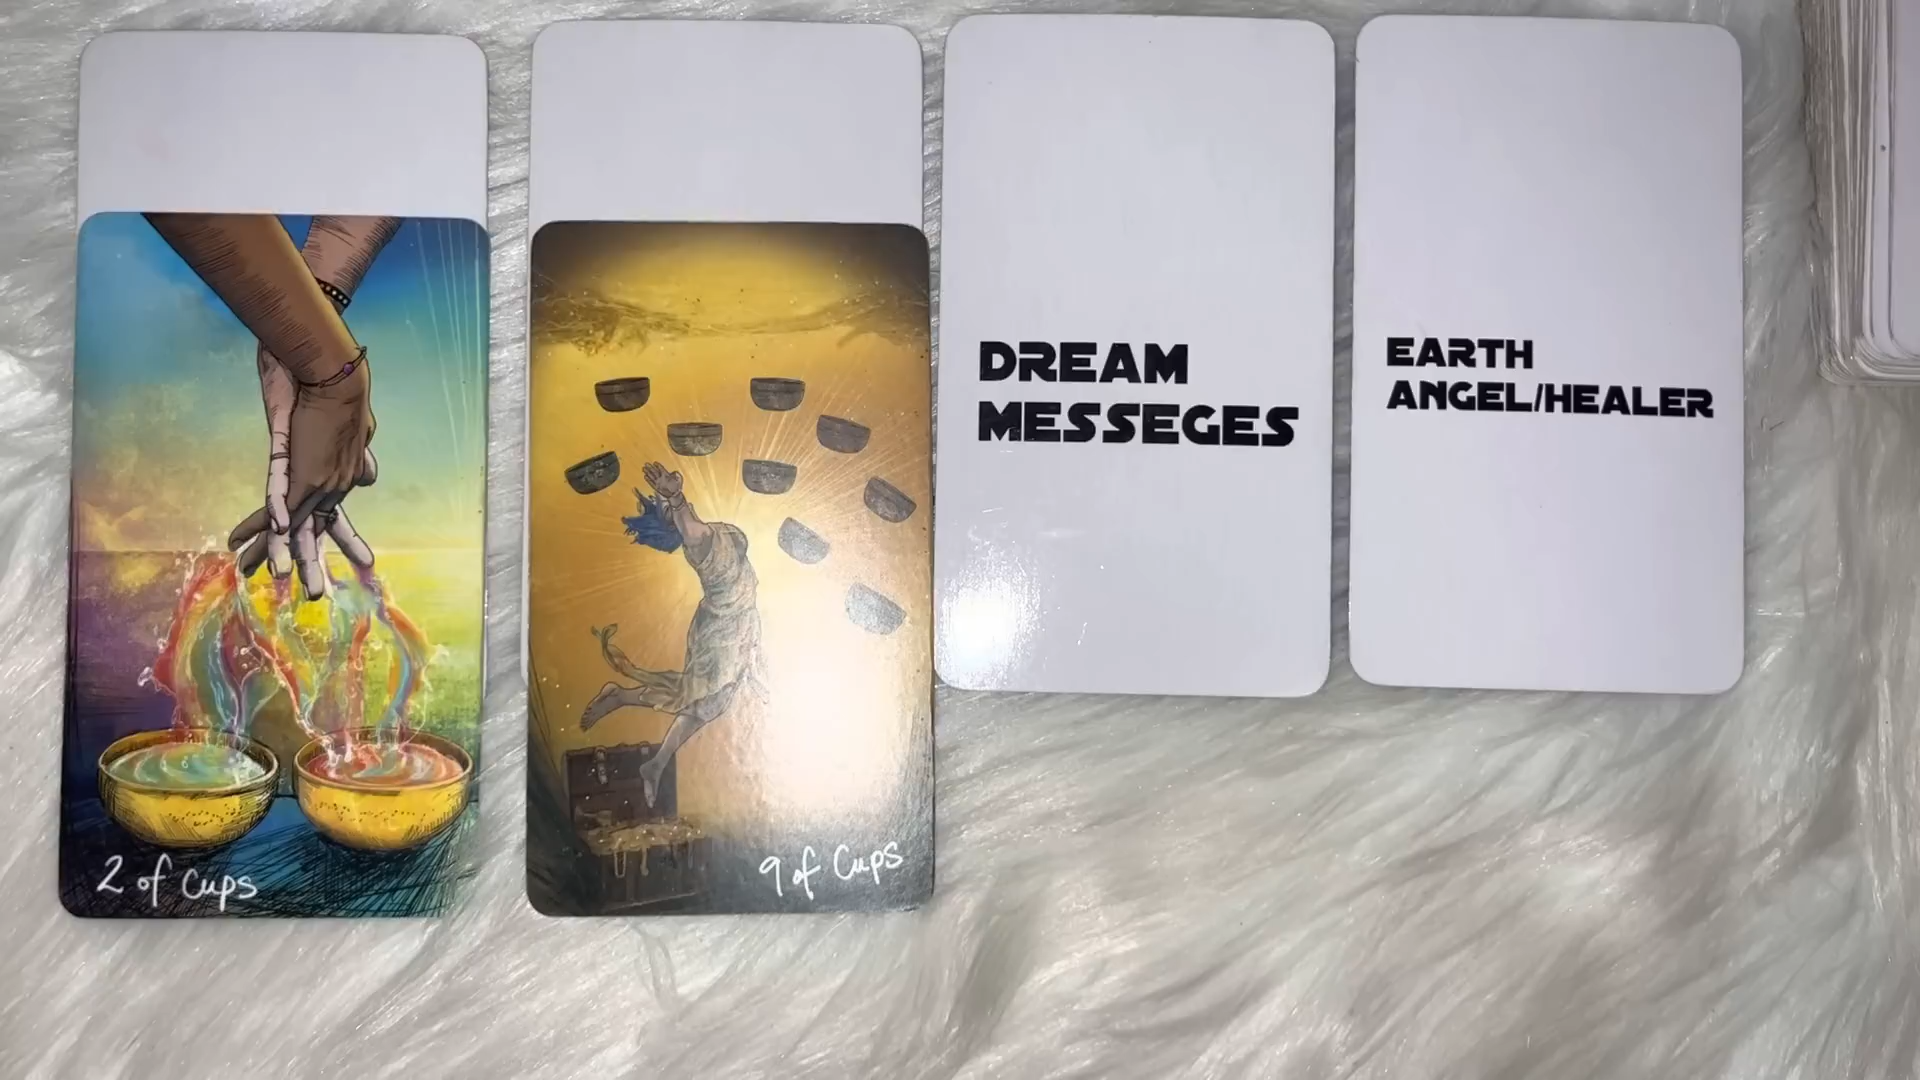 DREAM
MESSEGES
EARTH
ANGEL/HEALER
2 of cups
9 of Cups